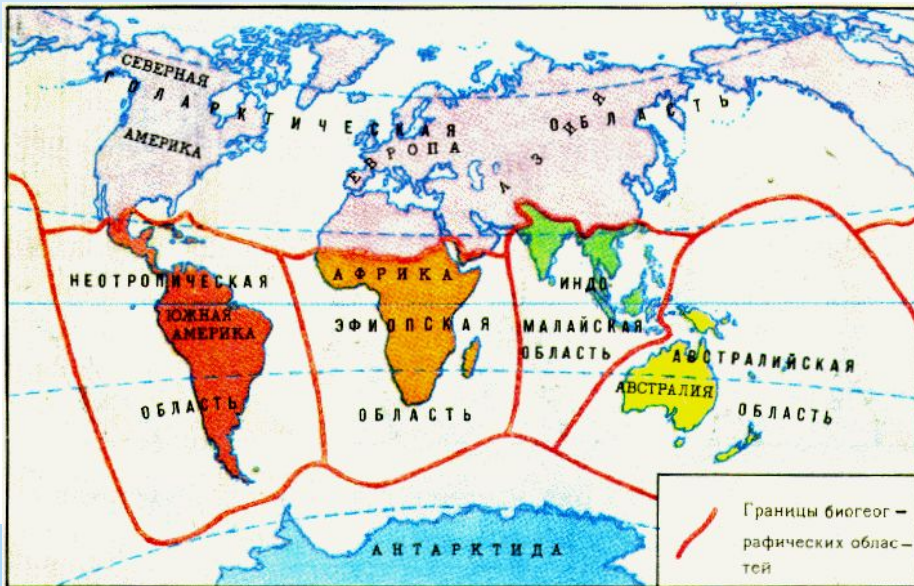 СЕВЕРНАЯ
ГОЛАРКТИЧЕСКАЯ ОБЛАСТЬ
АМЕРИКА
ЕВРОПА
АЗИЯ
НЕОТРОПИЧЕСКАЯ
ОБЛАСТЬ
ЮЖНАЯ
АМЕРИКА
АФРИКА
ЭФИОПСКАЯ
ОБЛАСТЬ
ИНДО
МАЛАЙСКАЯ
ОБЛАСТЬ
АВСТРАЛИЙСКАЯ
ОБЛАСТЬ
АВСТРАЛИЯ
АНТАРКТИДА
Границы биогеог–
рафических облас–
тей